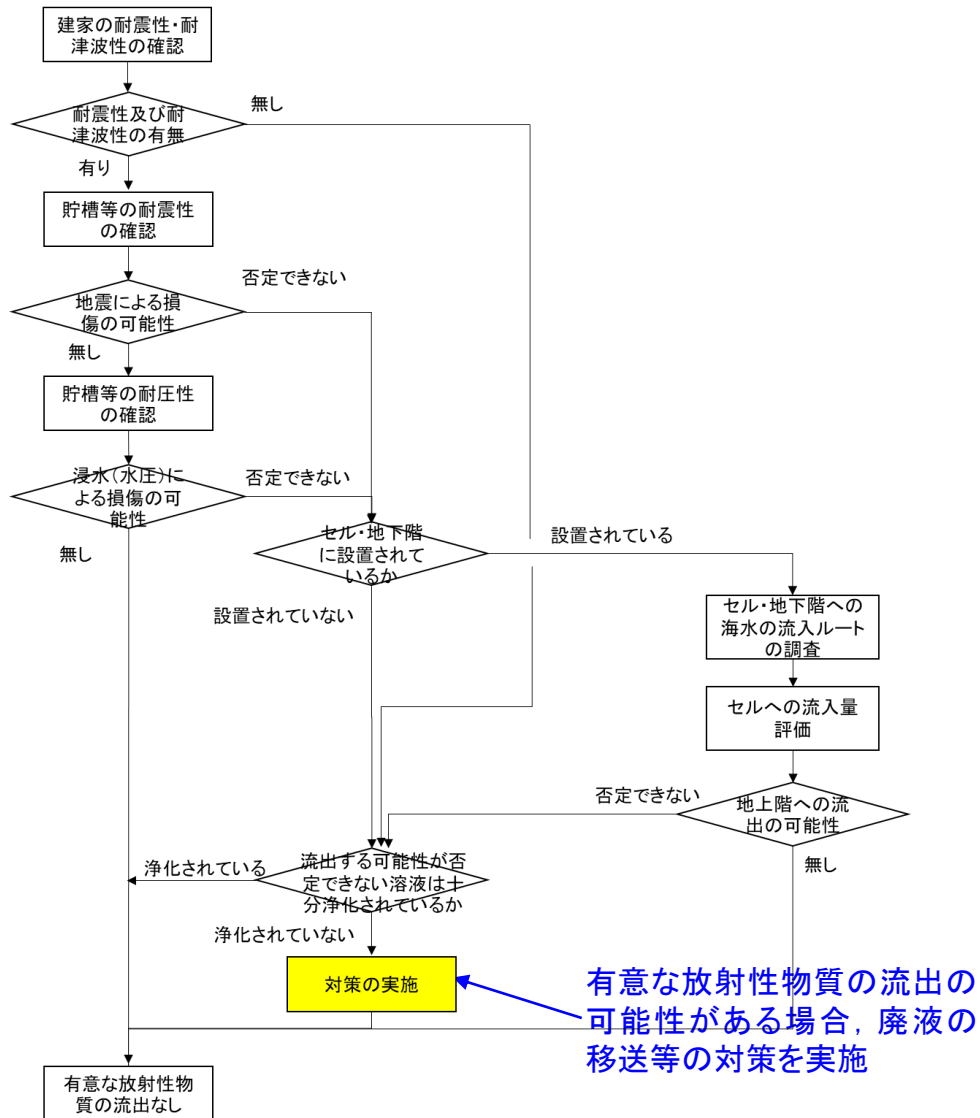 建家の耐震性・耐
津波性の確認
耐震性及び耐
津波性の有無
無し
有り
貯槽等の耐震性
の確認
否定できない
地震による損
傷の可能性
無し
貯槽等の耐圧性
の確認
浸水(水圧)に
よる損傷の可
能性
否定できない
無し
セル・地下階
に設置されて
いるか
設置されている
設置されていない
セル・地下階への
海水の流入ルート
の調査
セルへの流入量
評価
否定できない
地上階への流
出の可能性
無し
浄化されている
流出する可能性が否
定できない溶液は十
分浄化されているか
浄化されていない
対策の実施
有意な放射性物質の流出の
可能性がある場合,廃液の
移送等の対策を実施
有意な放射性物
質の流出なし